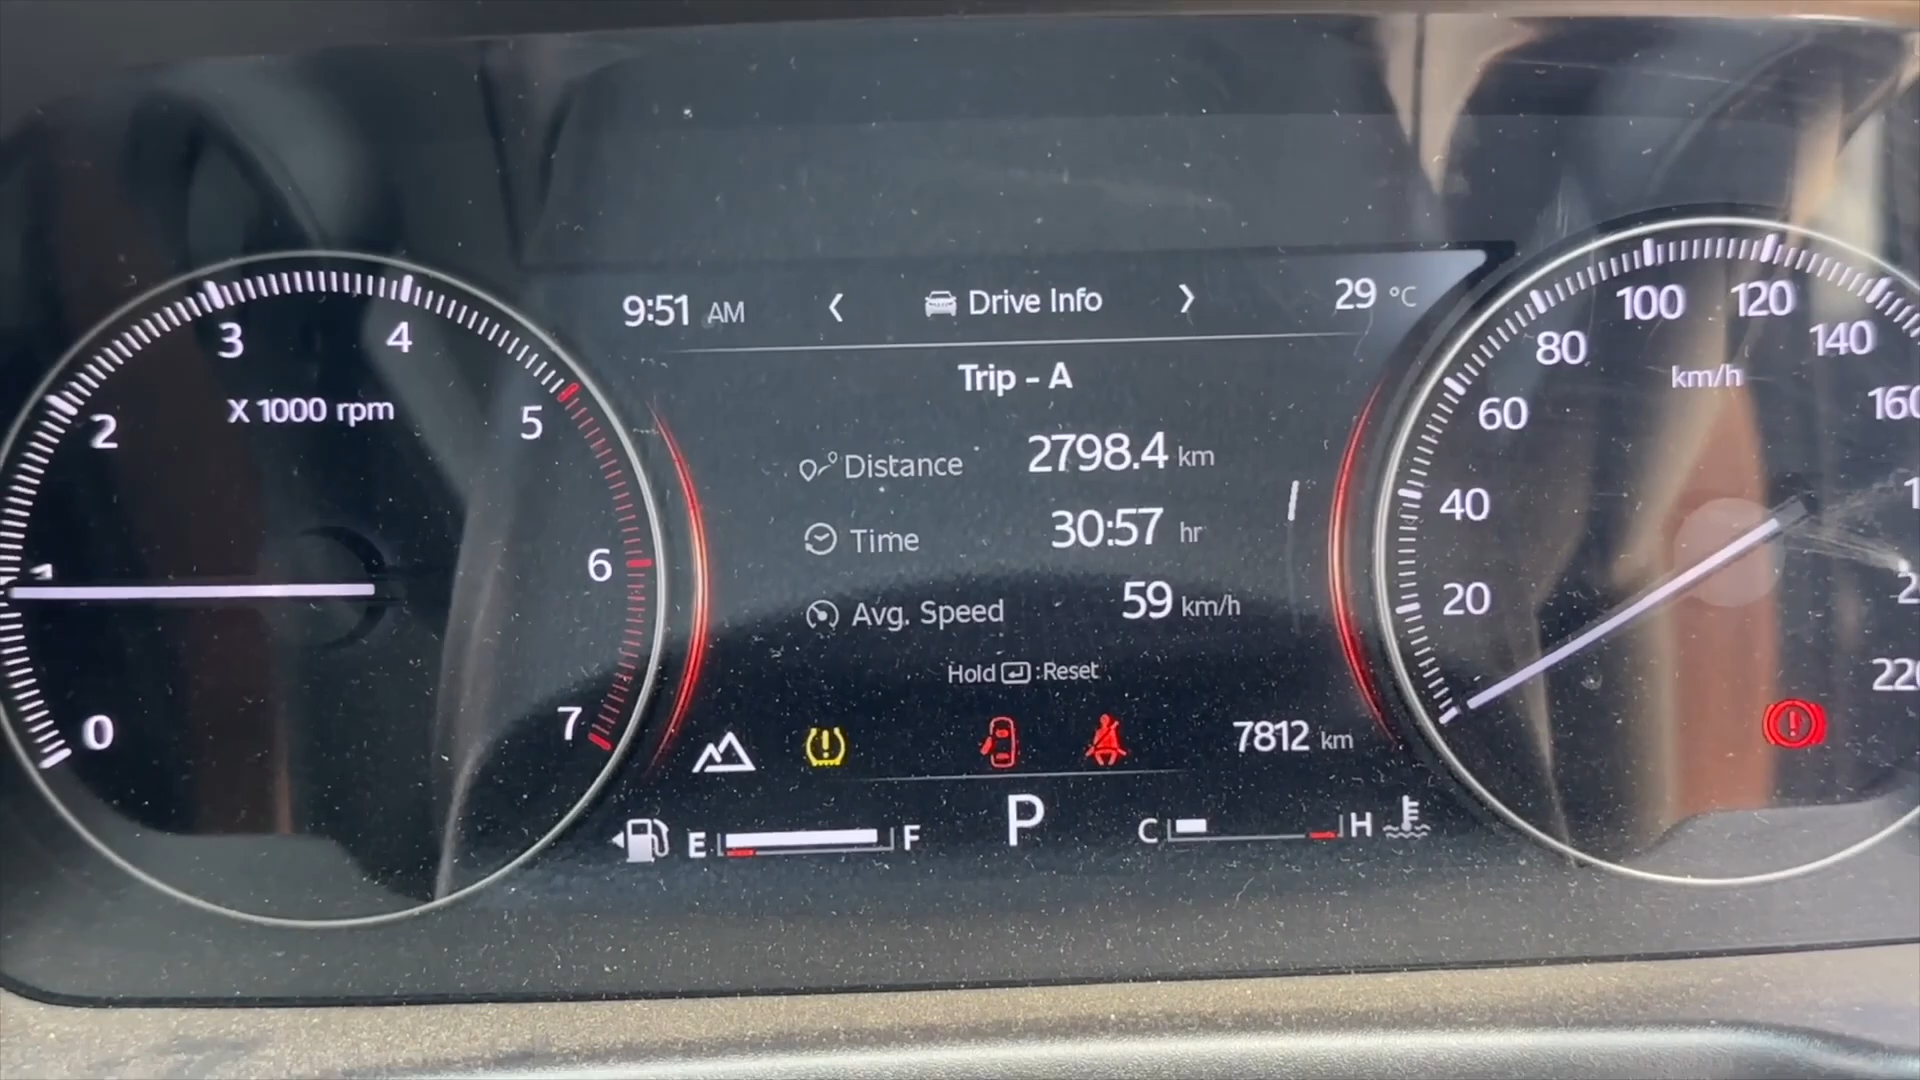 9:51 AM
Drive Info
29 °C
Trip - A
Distance 2798.4 km
Time 30:57 hr
Avg. Speed 59 km/h
Hold :Reset
7812 km
E F
P
C H
0
1
2
3
4
5
6
7
X 1000 rpm
20
40
60
80
100
120
140
160
km/h
220